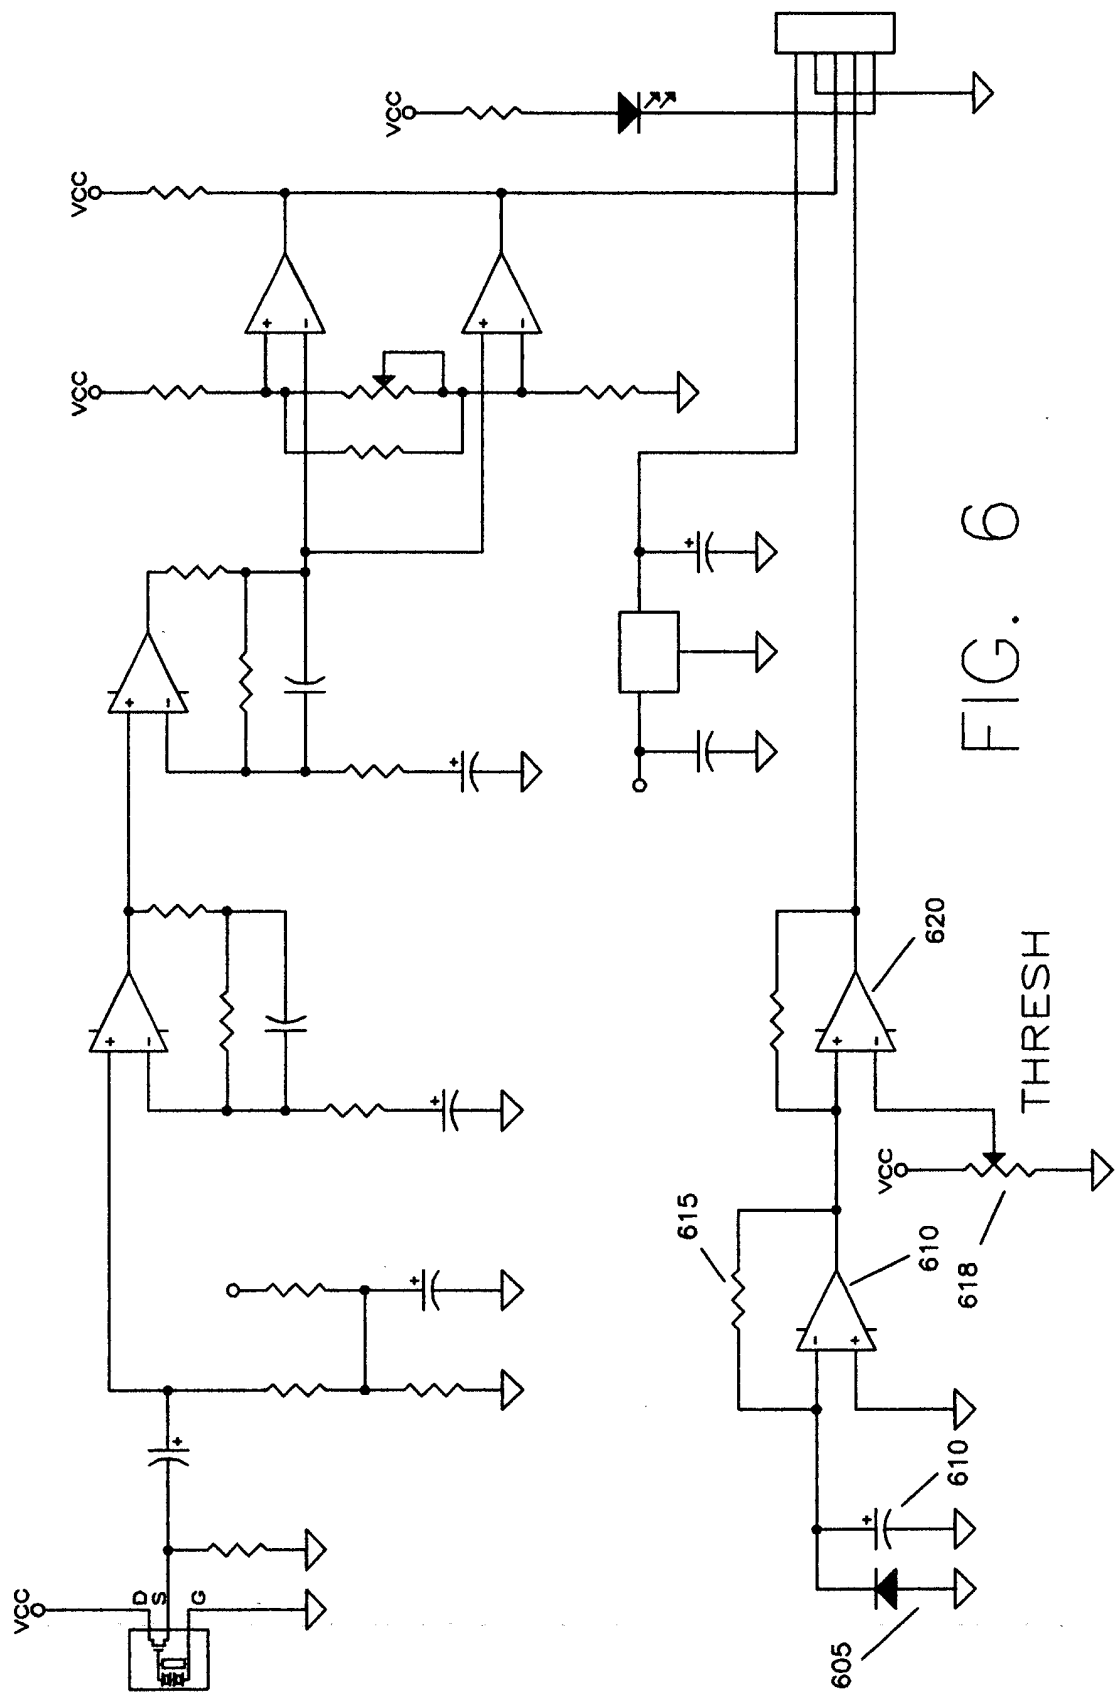 VCC
D
S
G
VCC
VCC
VCC
+
+
+
-
+
+
-
+
+
-
+
-
+
605
+
610
-
+
610
615
VCC
618
THRESH
+
-
620
FIG. 6